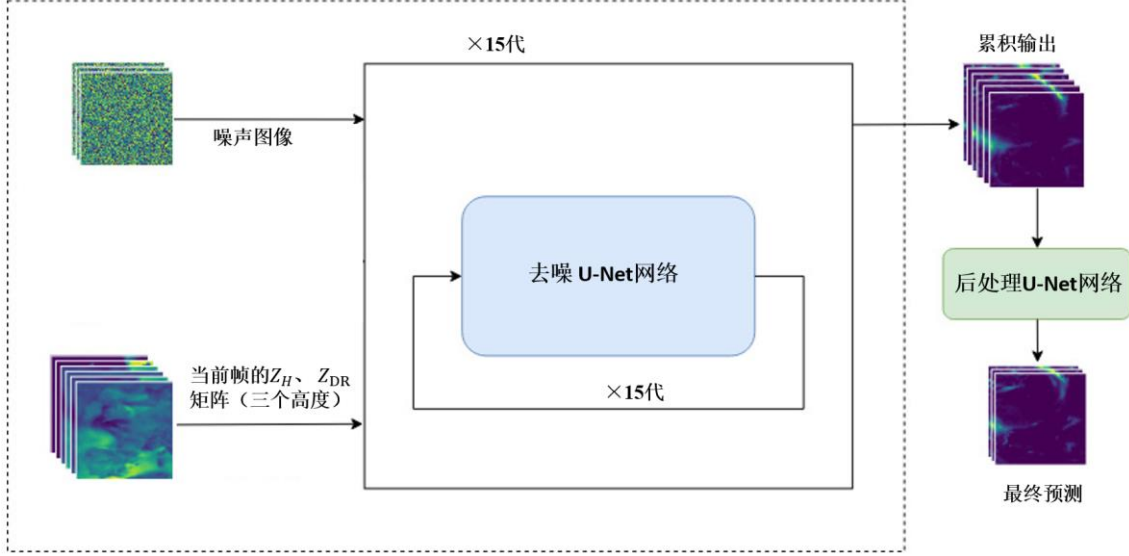 ×15代
累积输出
噪声图像
去噪 U-Net网络
后处理U-Net网络
当前帧的Z_H、 Z_DR
矩阵（三个高度）
×15代
最终预测